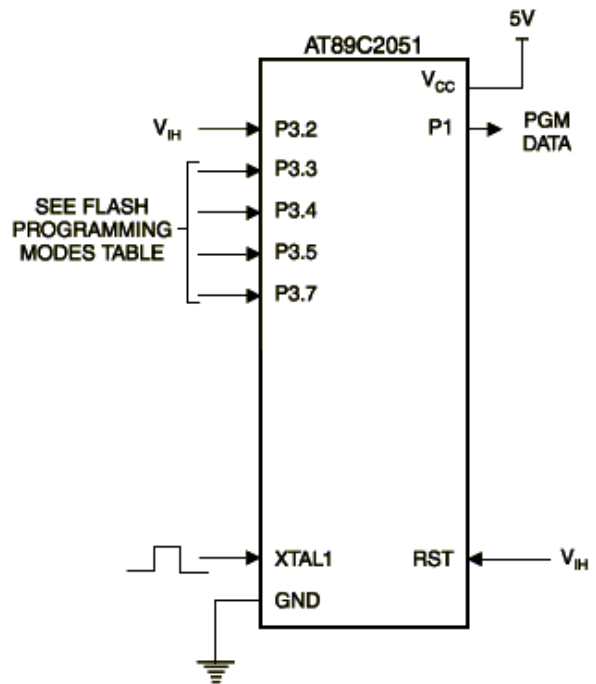 5V
AT89C2051
VCC
VIH
P3.2
P1
PGM
DATA
P3.3
SEE FLASH
PROGRAMMING
MODES TABLE
P3.4
P3.5
P3.7
XTAL1
RST
VIH
GND